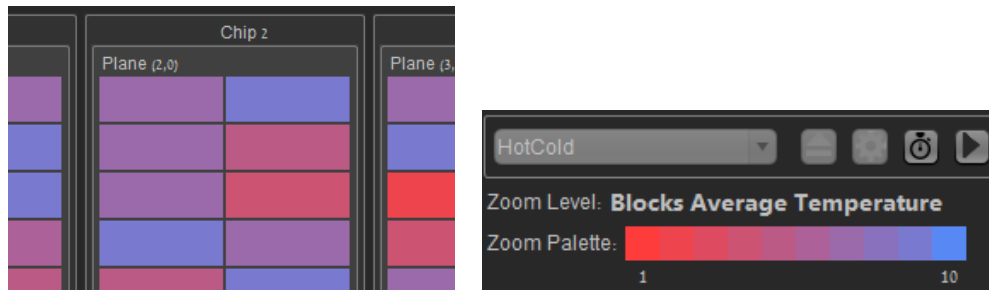 Chip 2
Plane (2,0)
Plane (3,
HotCold
Zoom Level: Blocks Average Temperature
Zoom Palette:
1
10